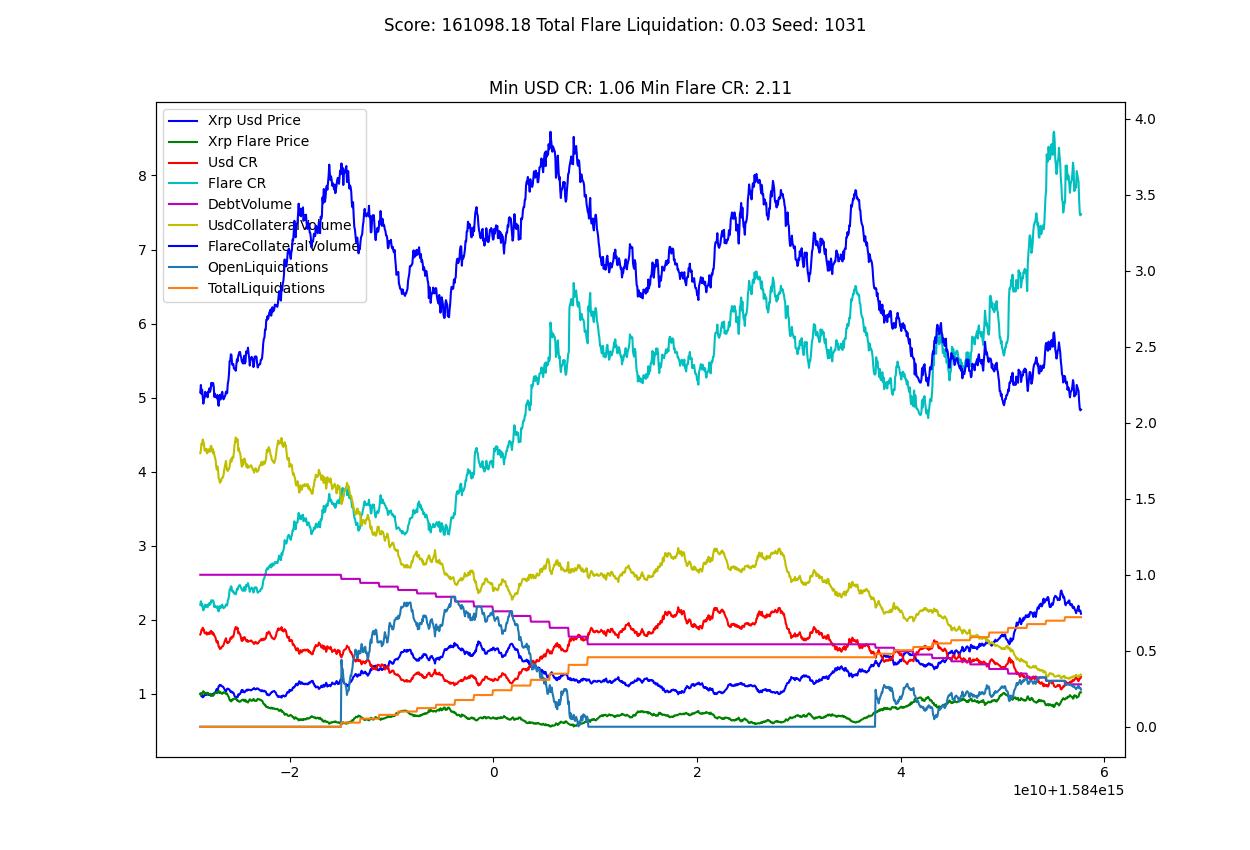 Score: 161098.18 Total Flare Liquidation: 0.03 Seed: 1031
Min USD CR: 1.06 Min Flare CR: 2.11
Xrp Usd Price
Xrp Flare Price
Usd CR
Flare CR
DebtVolume
UsdCollateralVolume
FlareCollateralVolume
OpenLiquidations
TotalLiquidations
8
7
6
5
4
3
2
1
4.0
3.5
3.0
2.5
2.0
1.5
1.0
0.5
0.0
−2 0 2 4 6
1e10+1.584e15